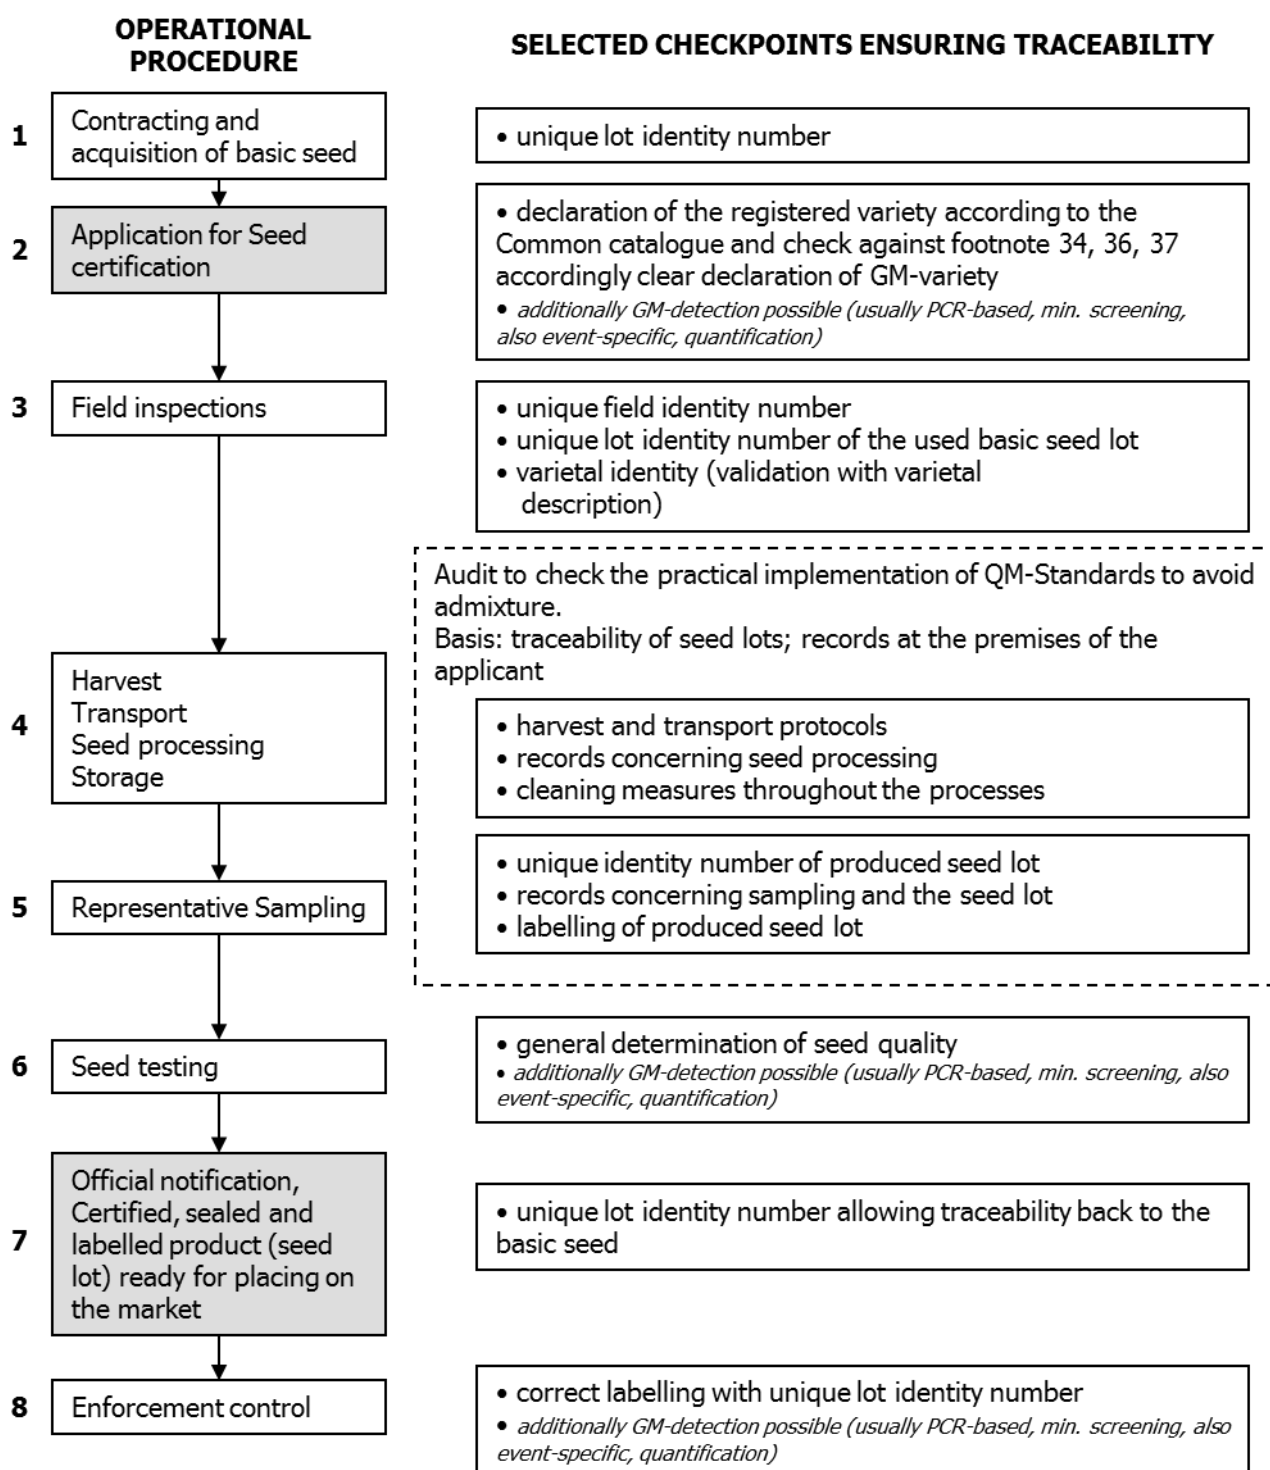 OPERATIONAL
PROCEDURE
SELECTED CHECKPOINTS ENSURING TRACEABILITY
1
Contracting and
acquisition of basic seed
• unique lot identity number
2
Application for Seed
certification
• declaration of the registered variety according to the
Common catalogue and check against footnote 34, 36, 37
accordingly clear declaration of GM-variety
• additionally GM-detection possible (usually PCR-based, min. screening,
also event-specific, quantification)
3
Field inspections
• unique field identity number
• unique lot identity number of the used basic seed lot
• varietal identity (validation with varietal
description)
Audit to check the practical implementation of QM-Standards to avoid
admixture.
Basis: traceability of seed lots; records at the premises of the
applicant
4
Harvest
Transport
Seed processing
Storage
• harvest and transport protocols
• records concerning seed processing
• cleaning measures throughout the processes
5
Representative Sampling
• unique identity number of produced seed lot
• records concerning sampling and the seed lot
• labelling of produced seed lot
6
Seed testing
• general determination of seed quality
• additionally GM-detection possible (usually PCR-based, min. screening, also
event-specific, quantification)
7
Official notification,
Certified, sealed and
labelled product (seed
lot) ready for placing on
the market
• unique lot identity number allowing traceability back to the
basic seed
8
Enforcement control
• correct labelling with unique lot identity number
• additionally GM-detection possible (usually PCR-based, min. screening, also
event-specific, quantification)